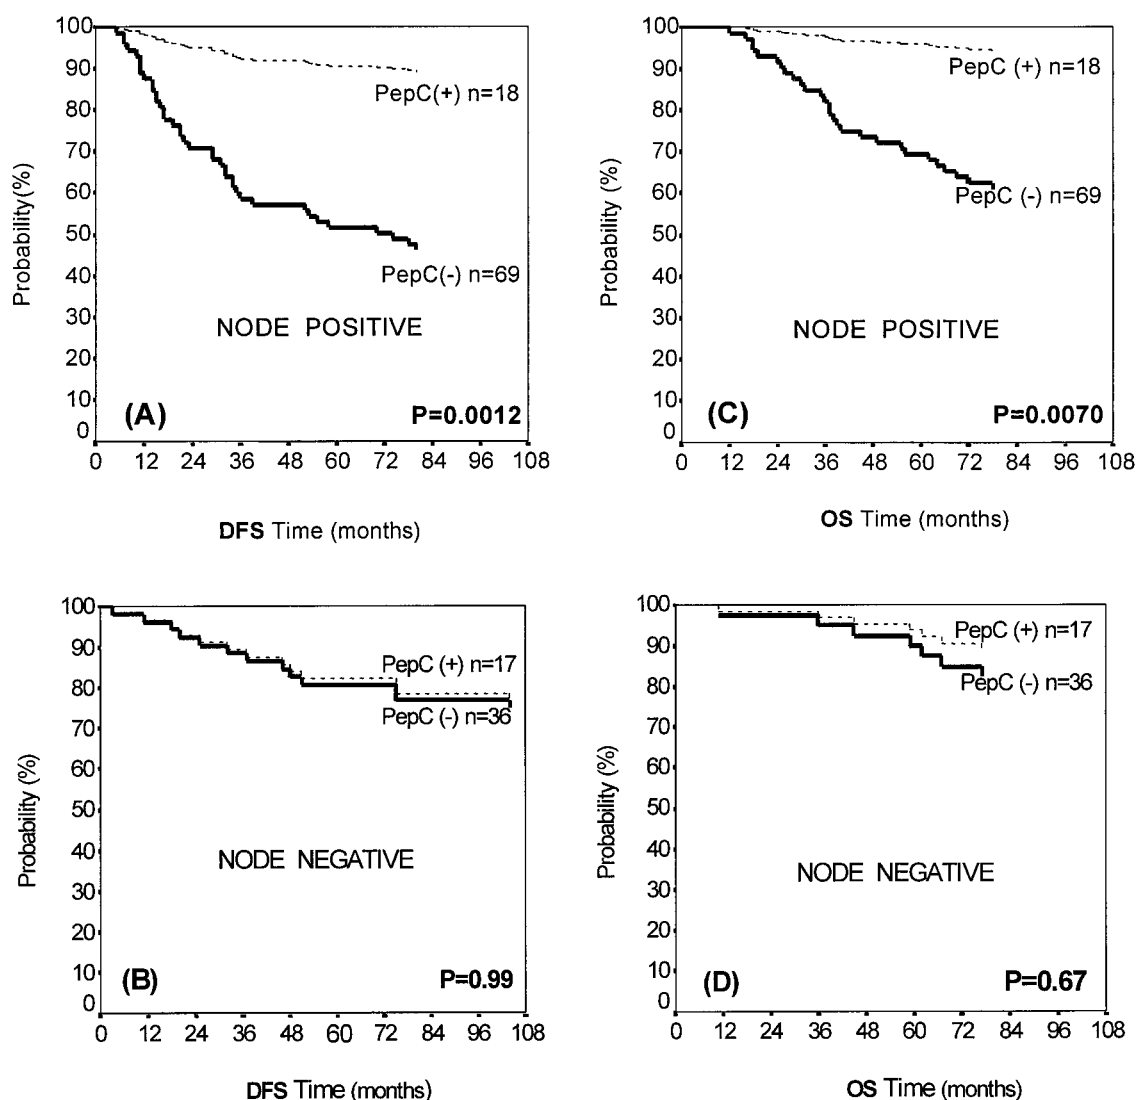 100
90
80
70
60
50
40
30
20
10
0
Probability (%)
PepC(+) n=18
PepC(-) n=69
NODE POSITIVE
(A)
P=0.0012
0 12 24 36 48 60 72 84 96 108
DFS Time (months)
100
90
80
70
60
50
40
30
20
10
0
Probability (%)
PepC (+) n=18
PepC (-) n=69
NODE POSITIVE
(C)
P=0.0070
0 12 24 36 48 60 72 84 96 108
OS Time (months)
100
90
80
70
60
50
40
30
20
10
0
Probability (%)
PepC (+) n=17
PepC (-) n=36
NODE NEGATIVE
(B)
P=0.99
0 12 24 36 48 60 72 84 96 108
DFS Time (months)
100
90
80
70
60
50
40
30
20
10
0
Probability (%)
PepC (+) n=17
PepC (-) n=36
NODE NEGATIVE
(D)
P=0.67
0 12 24 36 48 60 72 84 96 108
OS Time (months)